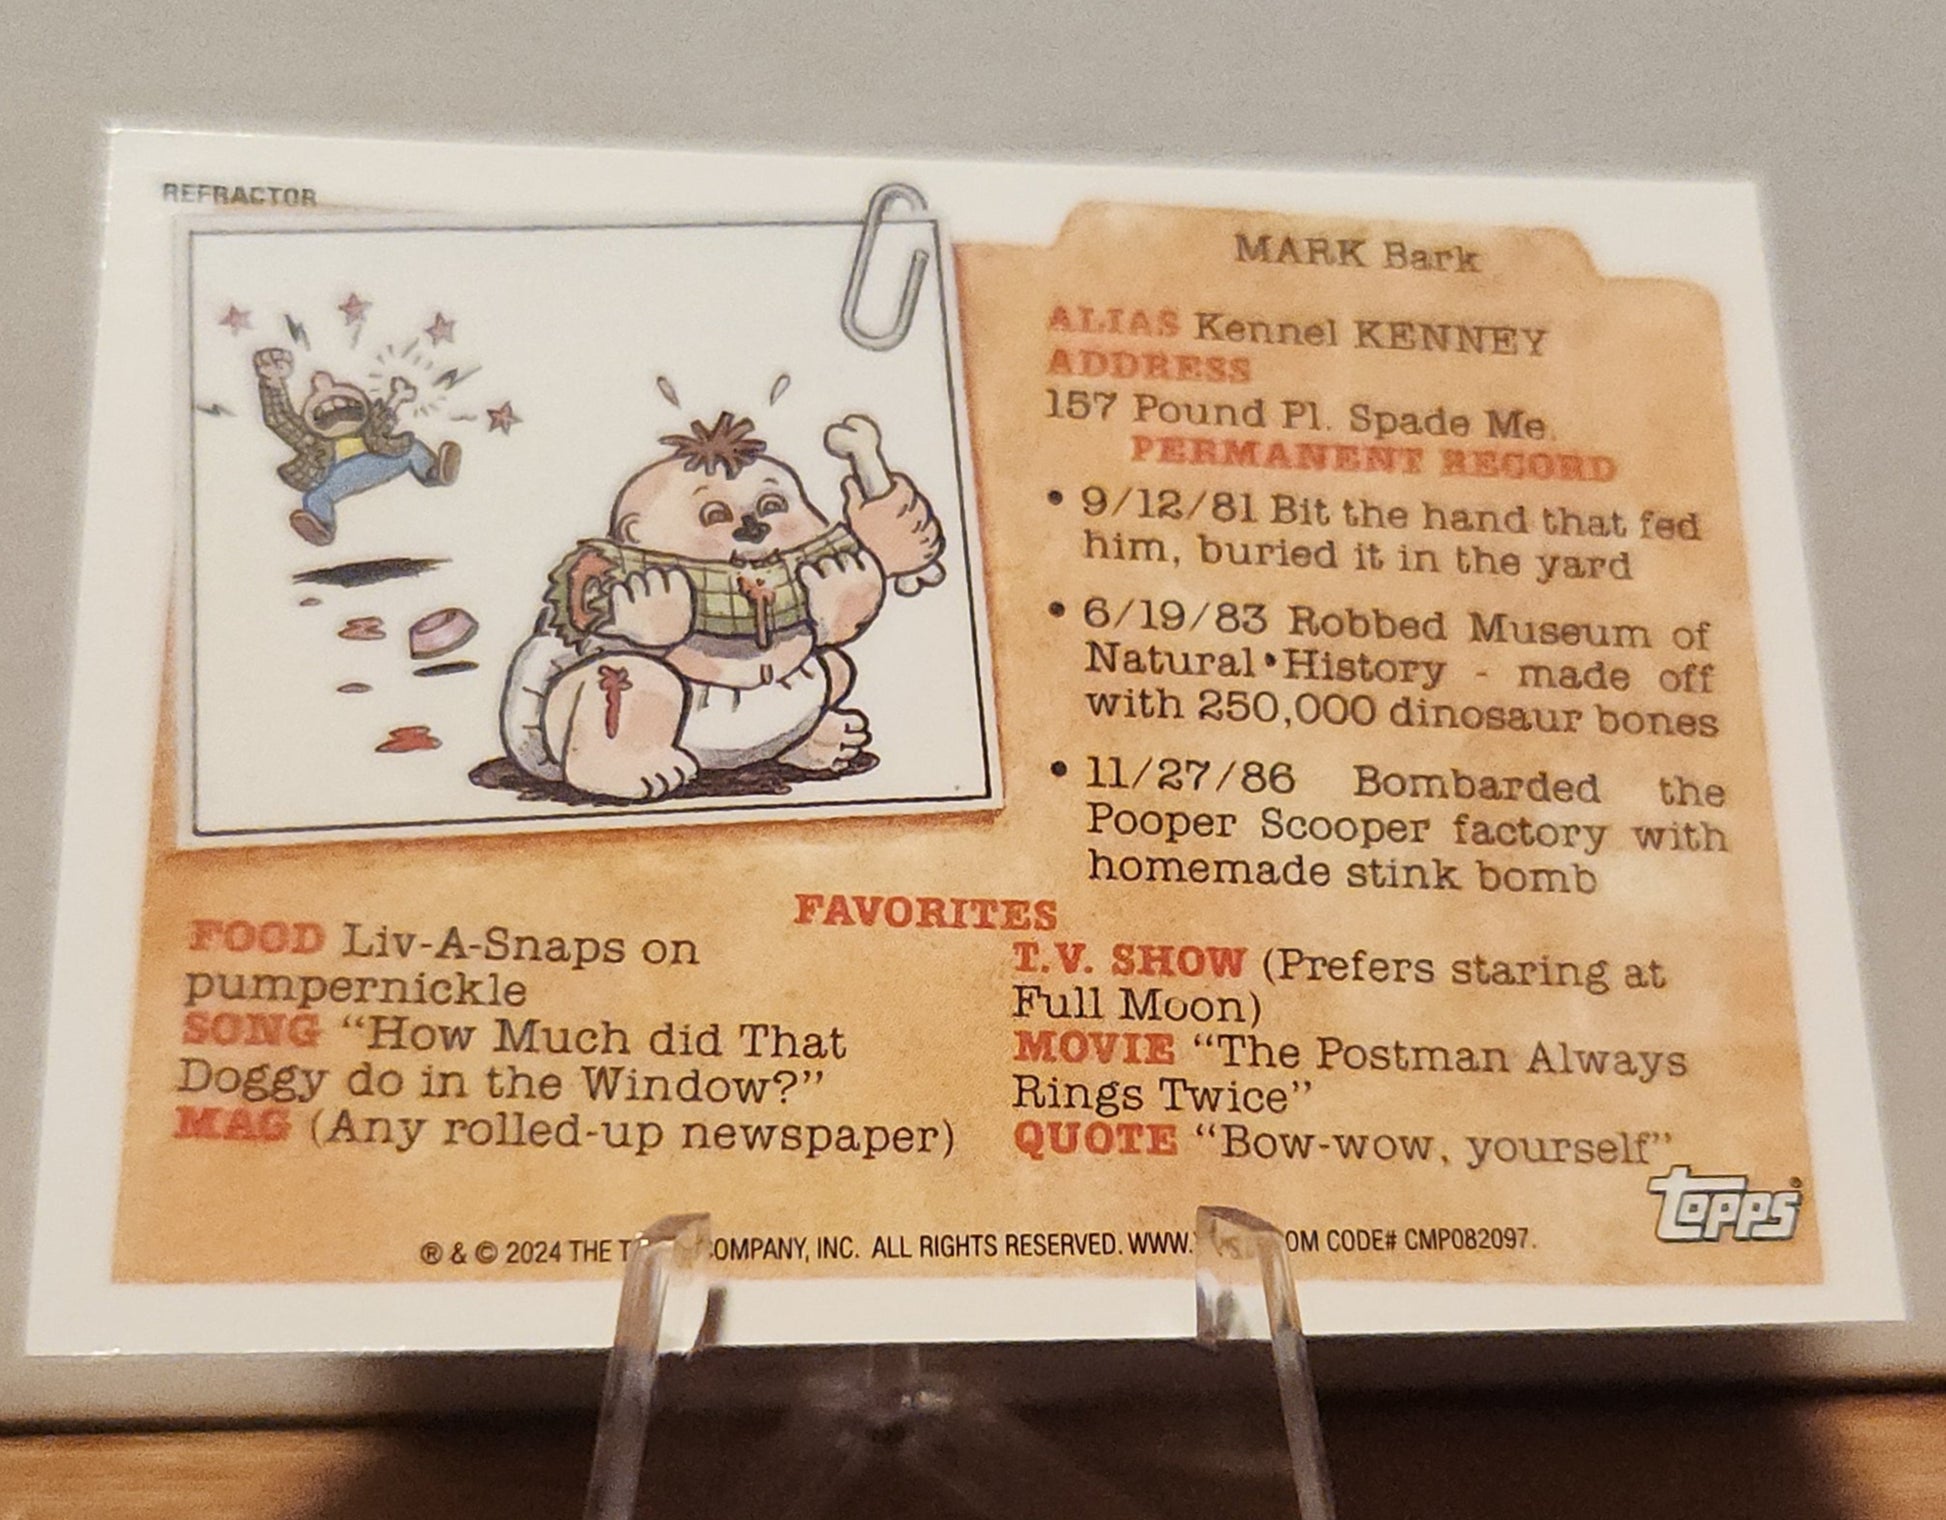 REFRACTOR
MARK Bark
ALIAS Kennel KENNEY
ADDRESS
157 Pound Pl. Spade Me.
PERMANENT RECORD
• 9/12/81 Bit the hand that fed
him, buried it in the yard
• 6/19/83 Robbed Museum of
Natural•History - made off
with 250,000 dinosaur bones
• 11/27/86 Bombarded the
Pooper Scooper factory with
homemade stink bomb
FAVORITES
FOOD Liv-A-Snaps on
pumpernickle
SONG "How Much did That
Doggy do in the Window?"
MAG (Any rolled-up newspaper)
T.V. SHOW (Prefers staring at
Full Moon)
MOVIE "The Postman Always
Rings Twice"
QUOTE "Bow-wow, yourself"
topps®
® & © 2024 THE COMPANY, INC. ALL RIGHTS RESERVED. WWW. CODE# CMP082097.